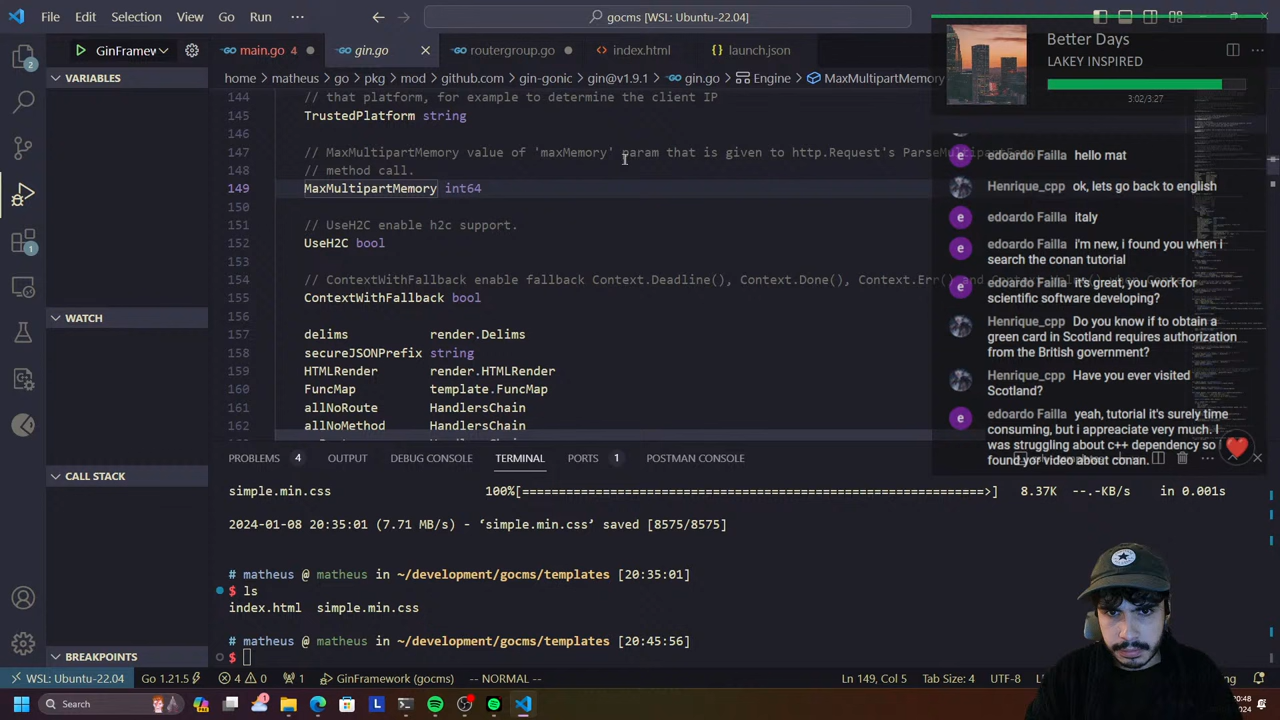 File Edit Selection View Go Run ··· gocms [WSL: Ubuntu-22.04]
GinFramev main.go 4 gin.go routergroup.go index.html launch.json
VARIABLES
home > matheus > go > pkg > mod > github.com > gin-gonic > gin@v1.9.1 > gin.go > Engine > MaxMultipartMemory
144 // that platform, for example to determine the client IP
145 TrustedPlatform string
146
147 // MaxMultipartMemory value of 'maxMemory' param that is given to http.Request's ParseMultipartForm
148 // method call.
149 MaxMultipartMemory int64
150
151 // UseH2C enable h2c support
152 UseH2C bool
153
154 // ContextWithFallback enable fallback Context.Deadline(), Context.Done(), Context.Err() and Context.Value()
155 ContextWithFallback bool
156
157 delims render.Delims
158 secureJSONPrefix string
159 HTMLRender render.HTMLRender
160 FuncMap template.FuncMap
161 allNoRoute HandlersChain
162 allNoMethod HandlersChain
WATCH
CALL STACK
BREAKPOINTS
Better Days
LAKEY INSPIRED
3:02/3:27
e edoardo Failla hello mat
Henrique_cpp ok, lets go back to english
e edoardo Failla italy
e edoardo Failla i'm new, i found you when i
search the conan tutorial
e edoardo Failla it's great, you work for
scientific software developing?
Henrique_cpp Do you know if to obtain a
green card in Scotland requires authorization
from the British government?
Henrique_cpp Have you ever visited
Scotland?
e edoardo Failla yeah, tutorial it's surely time
consuming, but i appreaciate very much. I
was struggling about c++ dependency so I
found yor video about conan.
PROBLEMS 4 OUTPUT DEBUG CONSOLE TERMINAL PORTS 1 POSTMAN CONSOLE
simple.min.css 100%[===================================================================>] 8.37K --.-KB/s in 0.001s
2024-01-08 20:35:01 (7.71 MB/s) - ‘simple.min.css’ saved [8575/8575]
# matheus @ matheus in ~/development/gocms/templates [20:35:01]
$ ls
index.html simple.min.css
# matheus @ matheus in ~/development/gocms/templates [20:45:56]
$
WSL: Ubuntu-22.04 Go 1.21.5 4 0 1 GinFramework (gocms) -- NORMAL -- Ln 149, Col 5 Tab Size: 4 UTF-8
Search 20:48